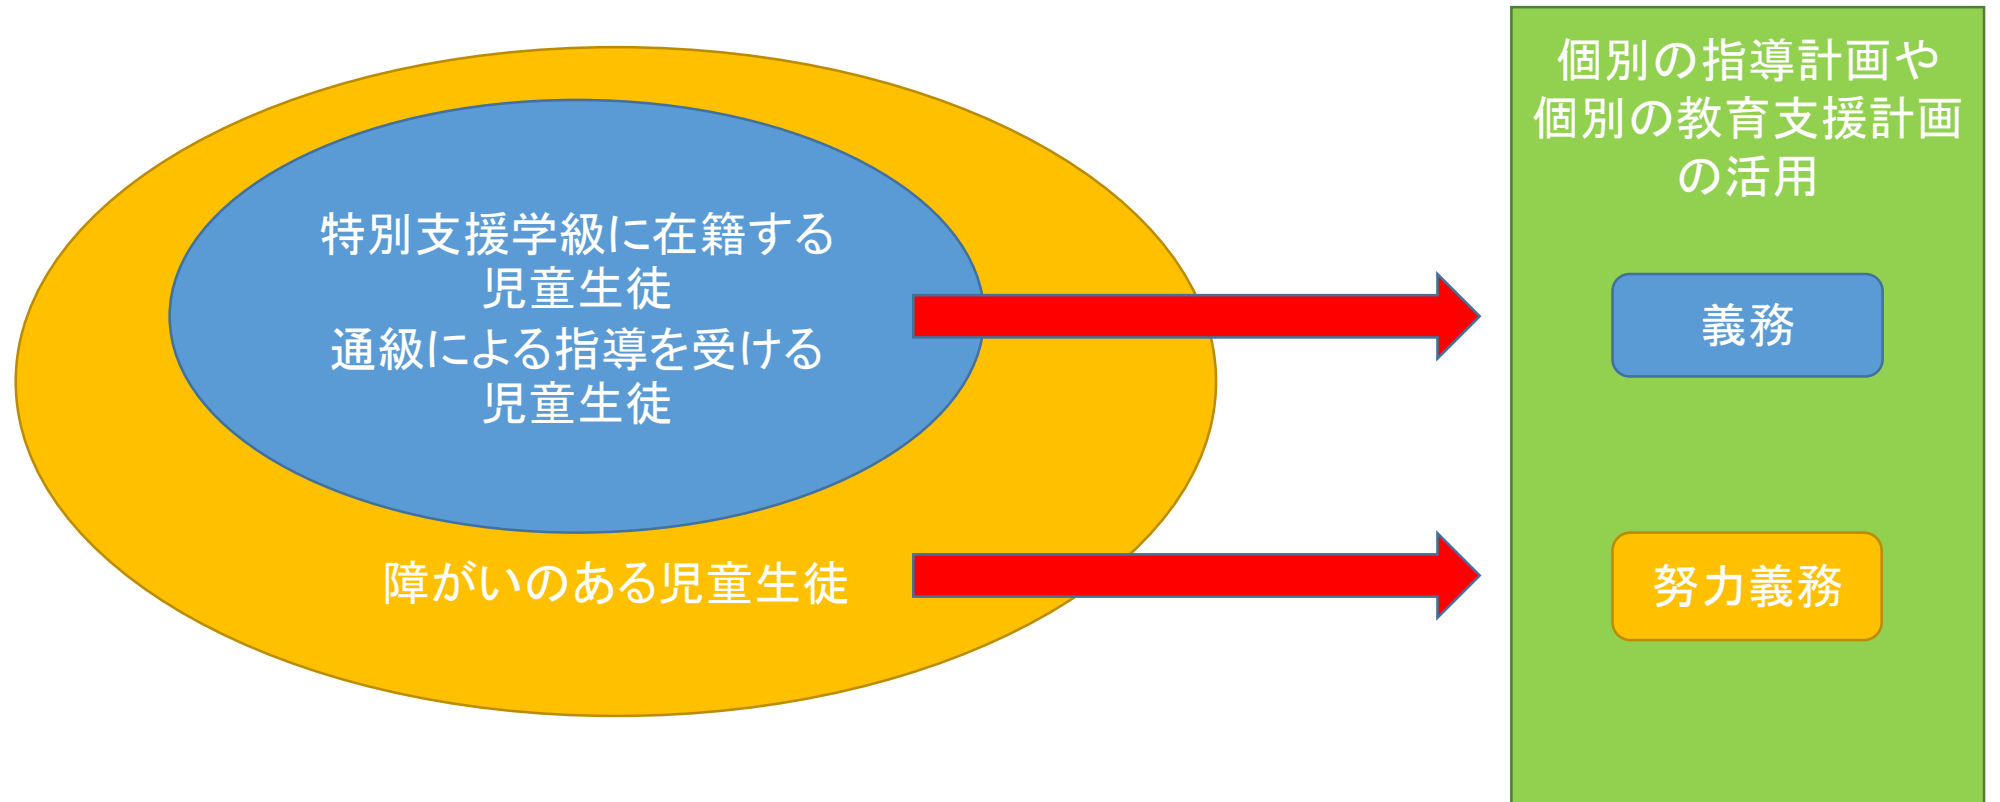 特別支援学級に在籍する
児童生徒
通級による指導を受ける
児童生徒
障がいのある児童生徒
個別の指導計画や
個別の教育支援計画
の活用
義務
努力義務